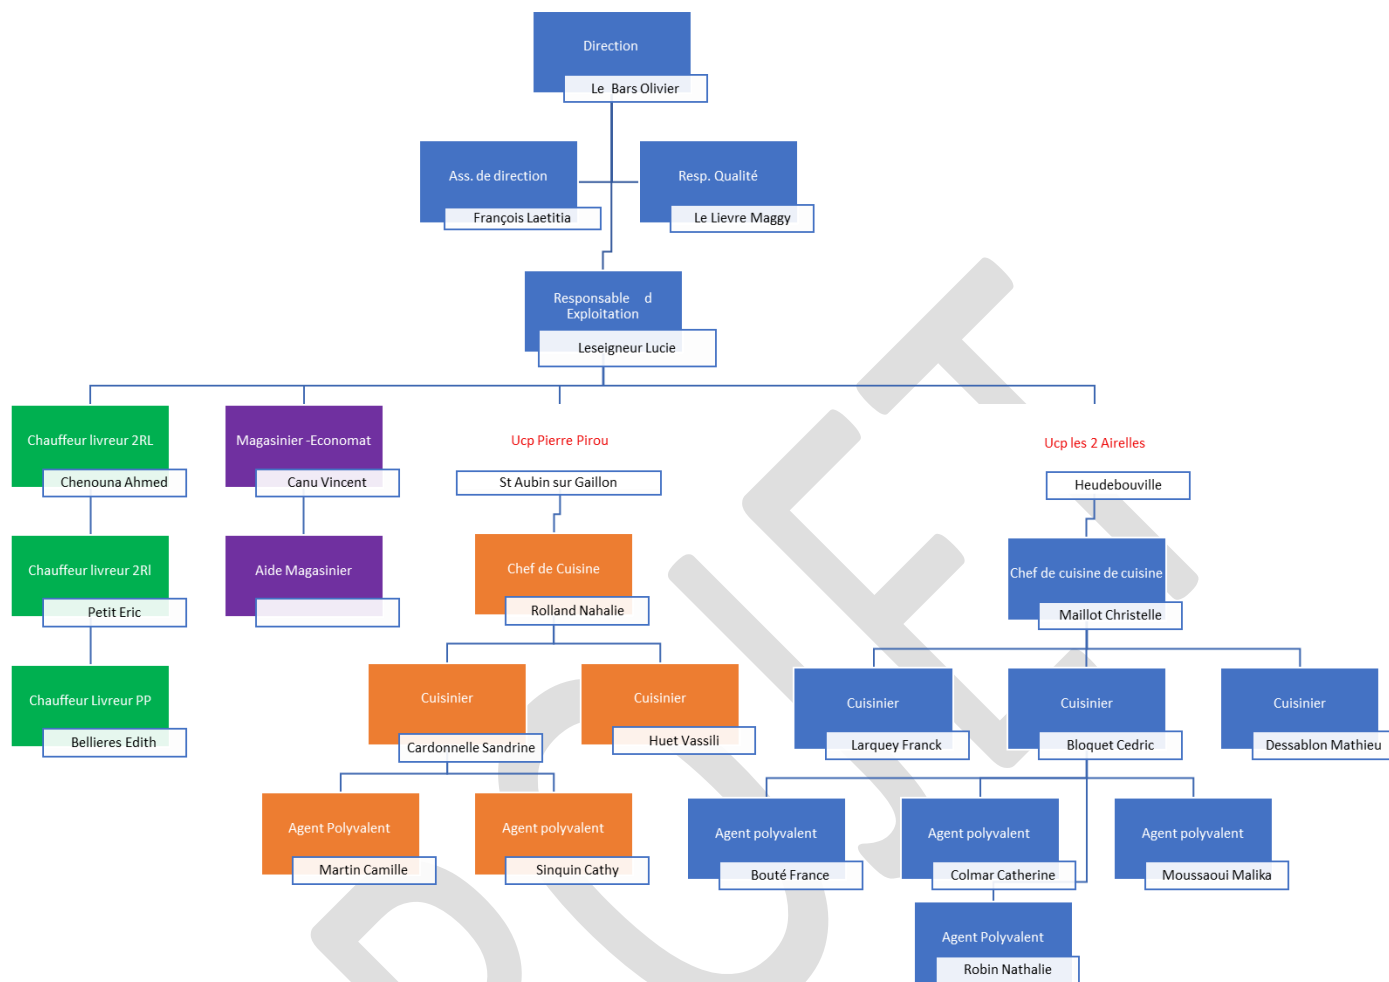 Direction
Le Bars Olivier
Ass. de direction
François Laetitia
Resp. Qualité
Le Lievre Maggy
Responsable d
Exploitation
Leseigneur Lucie
Chauffeur livreur 2RL
Chenouna Ahmed
Magasinier -Economat
Canu Vincent
Ucp Pierre Pirou
St Aubin sur Gaillon
Ucp les 2 Airelles
Heudebouville
Chauffeur livreur 2Rl
Petit Eric
Aide Magasinier
Chef de Cuisine
Rolland Nahalie
Chef de cuisine de cuisine
Maillot Christelle
Chauffeur Livreur PP
Bellieres Edith
Cuisinier
Cardonnelle Sandrine
Cuisinier
Huet Vassili
Cuisinier
Larquey Franck
Cuisinier
Bloquet Cedric
Cuisinier
Dessablon Mathieu
Agent Polyvalent
Martin Camille
Agent polyvalent
Sinquin Cathy
Agent polyvalent
Bouté France
Agent polyvalent
Colmar Catherine
Agent polyvalent
Moussaoui Malika
Agent Polyvalent
Robin Nathalie
PROJET